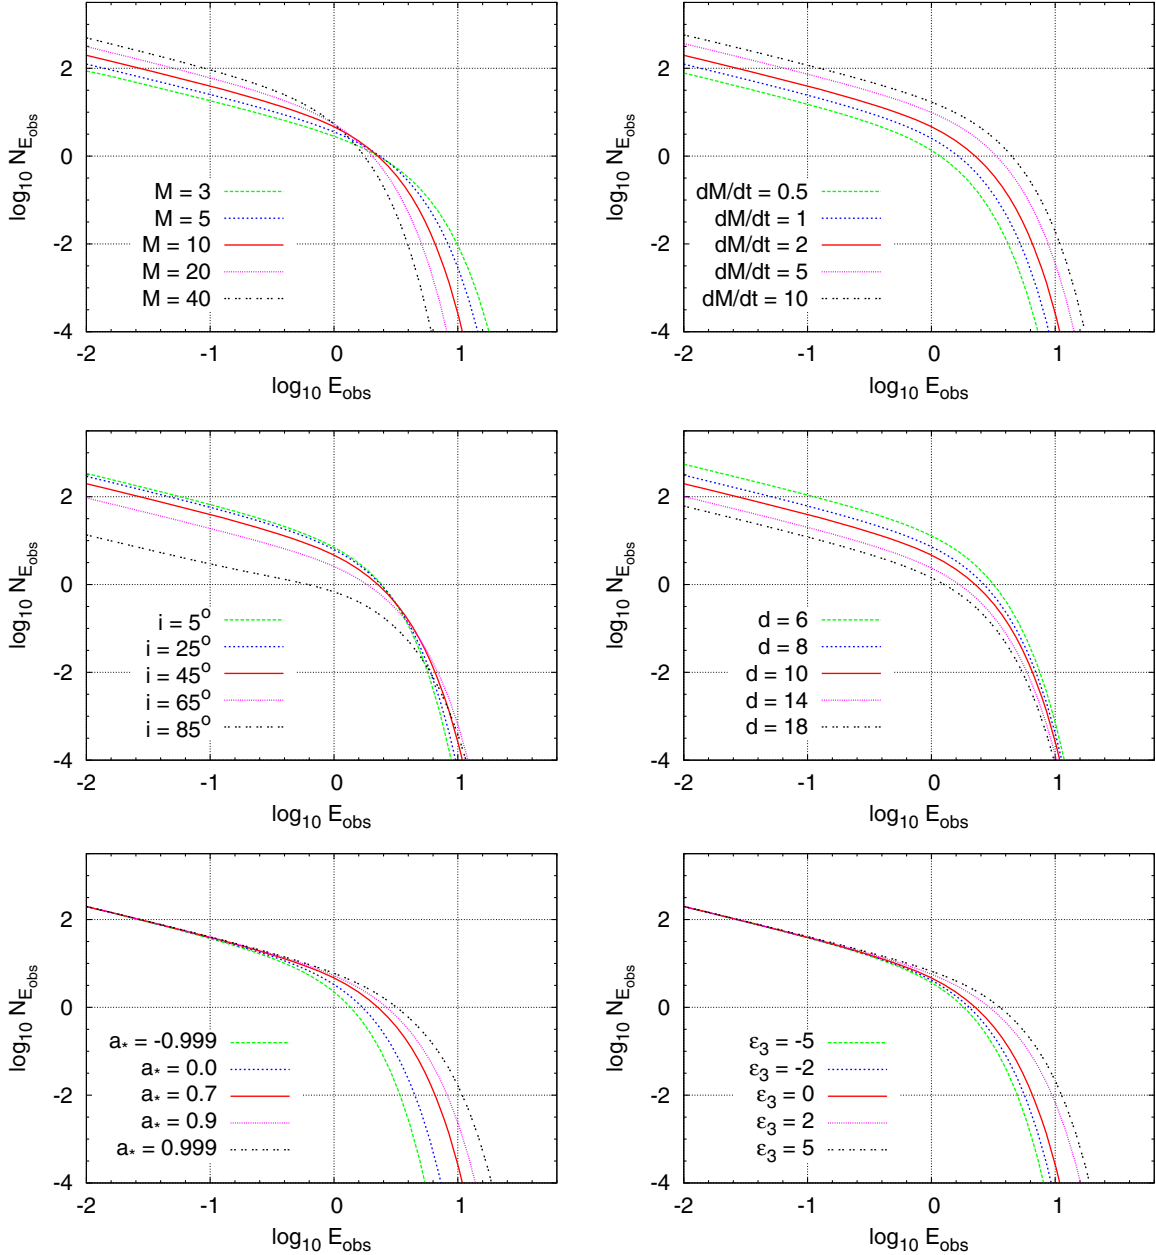 log10 NEobs
2
0
-2
-4
M = 3
M = 5
M = 10
M = 20
M = 40
-2 -1 0 1
log10 Eobs
log10 NEobs
2
0
-2
-4
dM/dt = 0.5
dM/dt = 1
dM/dt = 2
dM/dt = 5
dM/dt = 10
-2 -1 0 1
log10 Eobs
log10 NEobs
2
0
-2
-4
i = 5o
i = 25o
i = 45o
i = 65o
i = 85o
-2 -1 0 1
log10 Eobs
log10 NEobs
2
0
-2
-4
d = 6
d = 8
d = 10
d = 14
d = 18
-2 -1 0 1
log10 Eobs
log10 NEobs
2
0
-2
-4
a* = -0.999
a* = 0.0
a* = 0.7
a* = 0.9
a* = 0.999
-2 -1 0 1
log10 Eobs
log10 NEobs
2
0
-2
-4
ε3 = -5
ε3 = -2
ε3 = 0
ε3 = 2
ε3 = 5
-2 -1 0 1
log10 Eobs